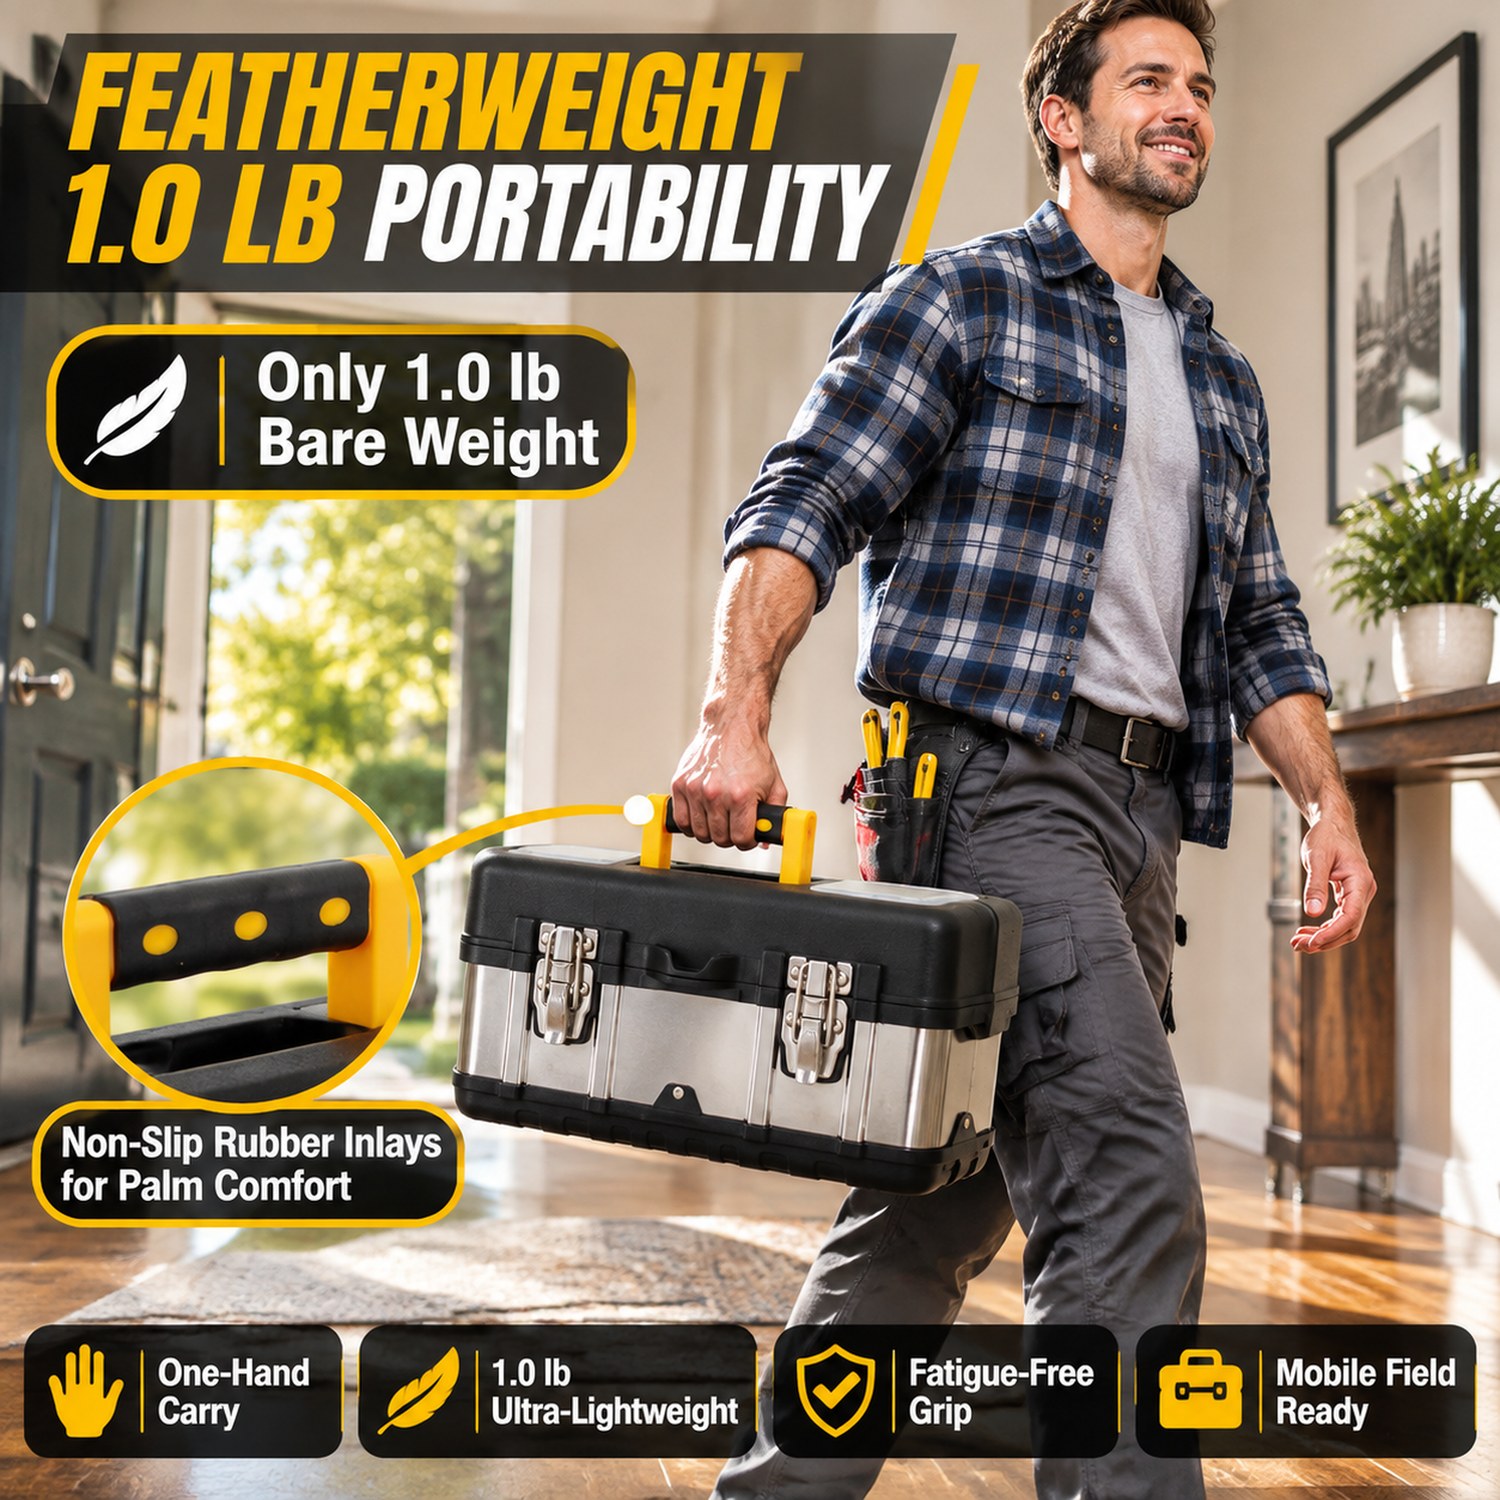 FEATHERWEIGHT
1.0 LB PORTABILITY
Only 1.0 lb
Bare Weight
Non-Slip Rubber Inlays
for Palm Comfort
One-Hand
Carry
1.0 lb
Ultra-Lightweight
Fatigue-Free
Grip
Mobile Field
Ready